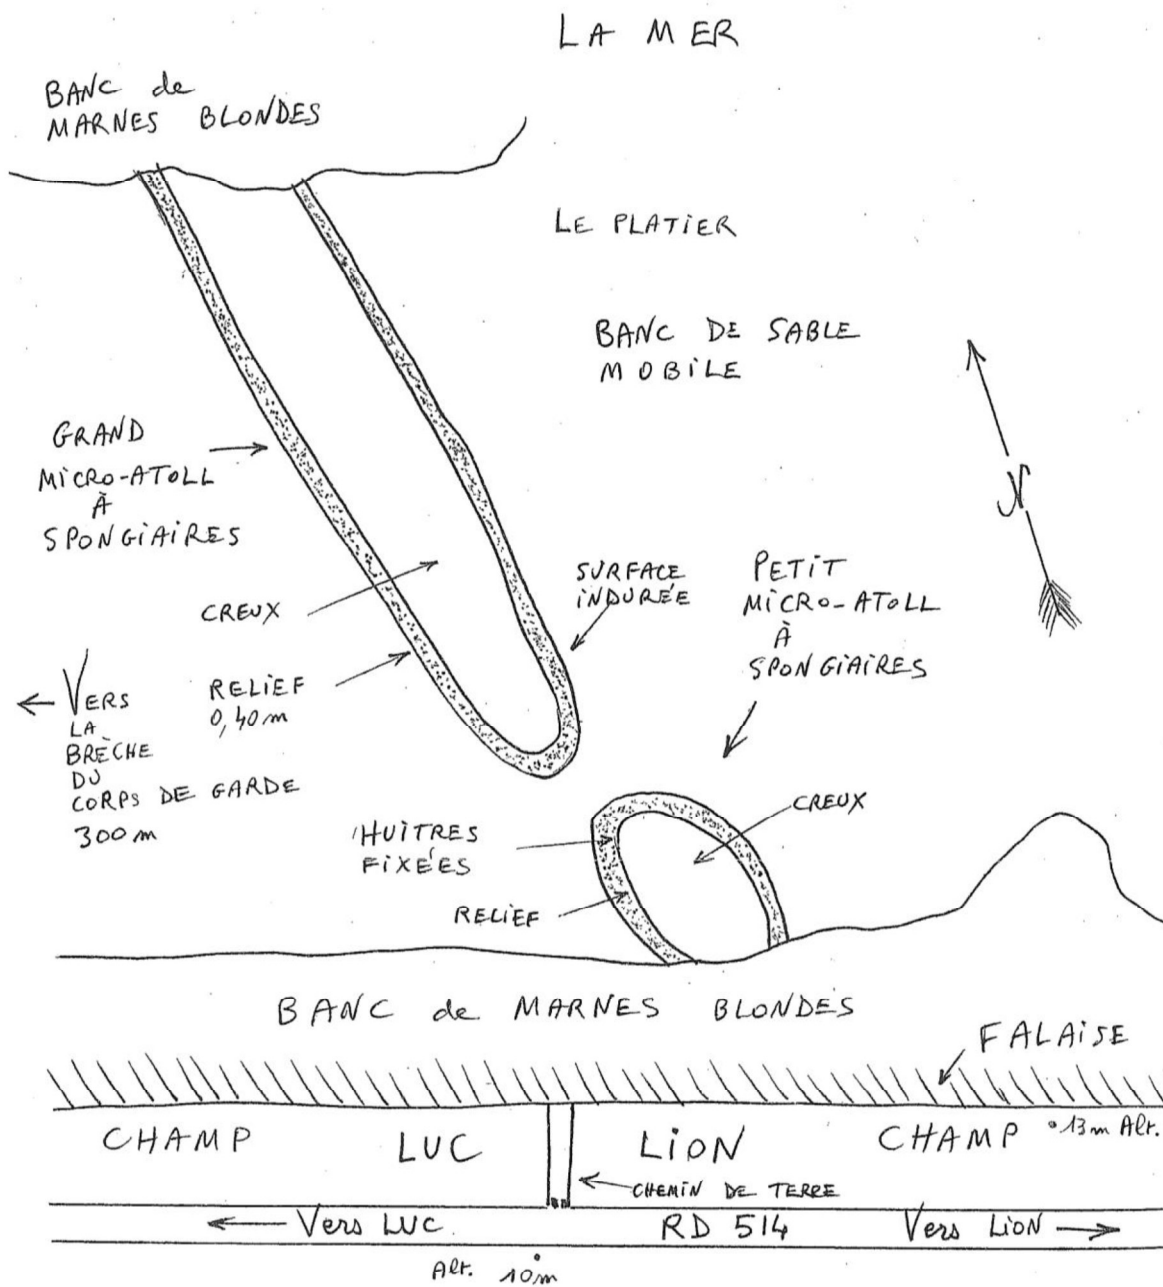 LA MER
BANC de
MARNES BLONDES
LE PLATiER
BANC DE SABLE
MOBiLE
GRAND
MiCRO-ATOLL
À
SPONGiAiRES
N
CREUX
SURFACE
iNDURÉE
PETiT
MiCRO-ATOLL
À
SPONGiAiRES
VERS
LA
BRÈCHE
DU
CORPS DE GARDE
300 m
RELiEF
0,40 m
HUîTRES
FiXÉES
CREUX
RELiEF
BANC de MARNES BLONDES
FALAiSE
CHAMP LUC LiON CHAMP 13m Alt.
CHEMiN DE TERRE
Vers LUC RD 514 Vers LiON
Alt. 10m